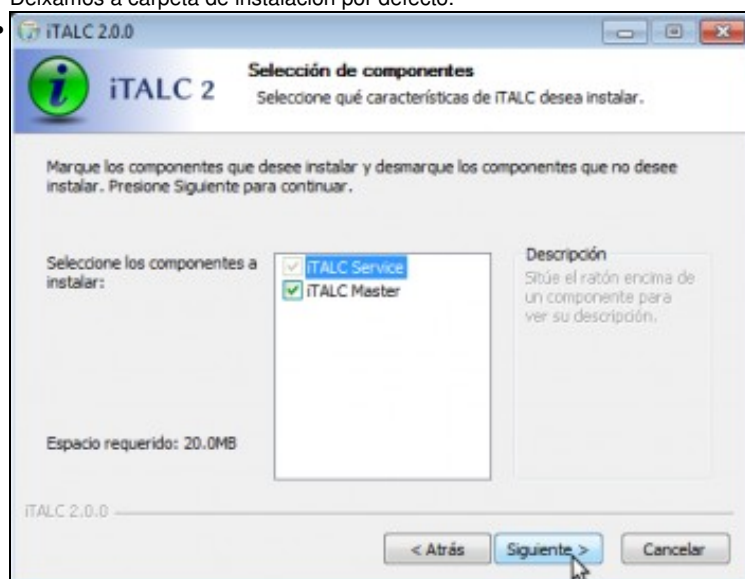 Deixamos a carpeta de instalación por defecto.
iTALC 2.0.0
iTALC 2
Selección de componentes
Seleccione qué características de iTALC desea instalar.
Marque los componentes que desee instalar y desmarque los componentes que no desee
instalar. Presione Siguiente para continuar.
Seleccione los componentes a
instalar:
iTALC Service
iTALC Master
Descripción
Sitúe el ratón encima de
un componente para
ver su descripción.
Espacio requerido: 20.0MB
iTALC 2.0.0
< Atrás
Siguiente >
Cancelar